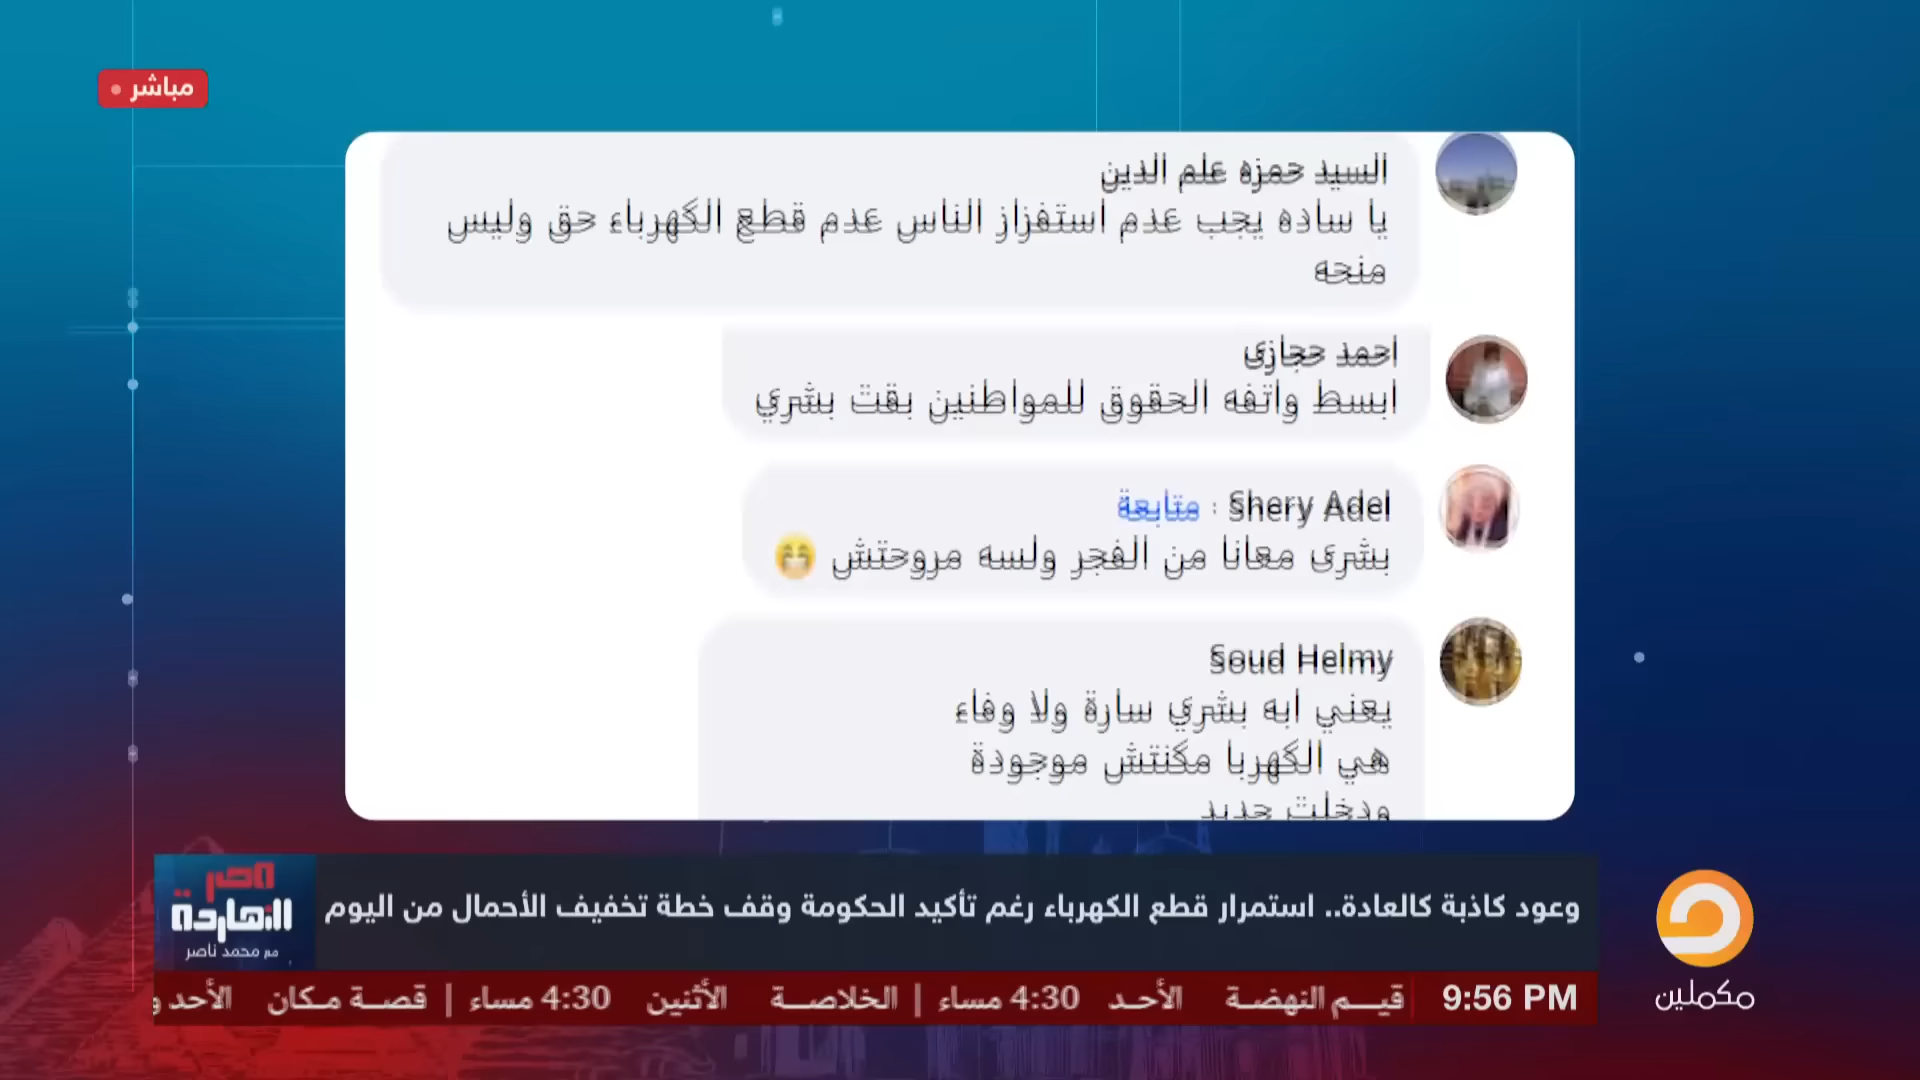 مباشر
السيد حمزه علم الدين
يا ساده يجب عدم استفزاز الناس عدم قطع الكهرباء حق وليس
منحه
احمد حجازى
ابسط واتفه الحقوق للمواطنين بقت بشري
Shery Adel · متابعة
بشرى معانا من الفجر ولسه مروحتش 😁
Soud Helmy
يعني ايه بشري سارة ولا وفاء
هي الكهربا مكنتش موجودة
ودخلت جديد
وعود كاذبة كالعادة.. استمرار قطع الكهرباء رغم تأكيد الحكومة وقف خطة تخفيف الأحمال من اليوم
مصر
النهاردة
مع محمد ناصر
9:56 PM
قيم النهضة الأحد 4:30 مساء | الخلاصة الأثنين 4:30 مساء | قصة مكان الأحد و
مكملين